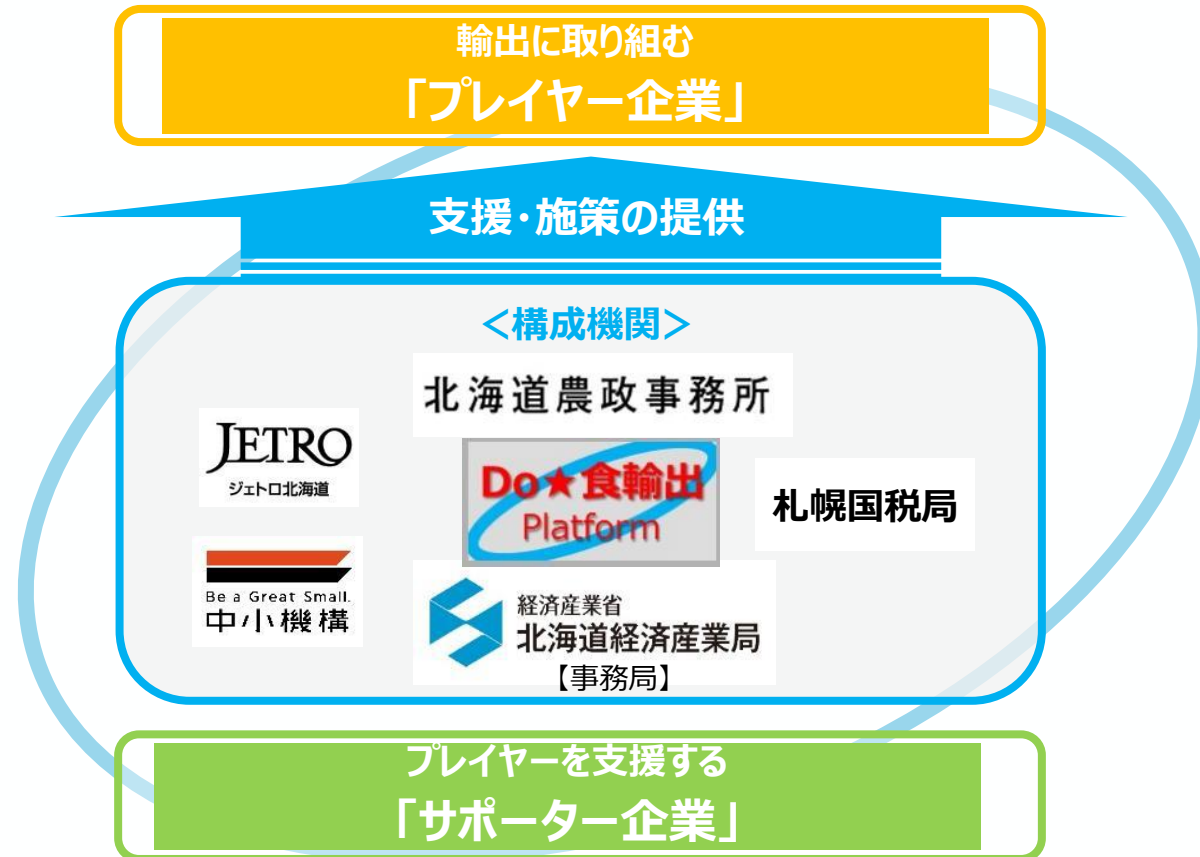 輸出に取り組む
「プレイヤー企業」
支援・施策の提供
＜構成機関＞
北海道農政事務所
JETRO
ジェトロ北海道
Do★食輸出
Platform
札幌国税局
Be a Great Small.
中小機構
経済産業省
北海道経済産業局
【事務局】
プレイヤーを支援する
「サポーター企業」